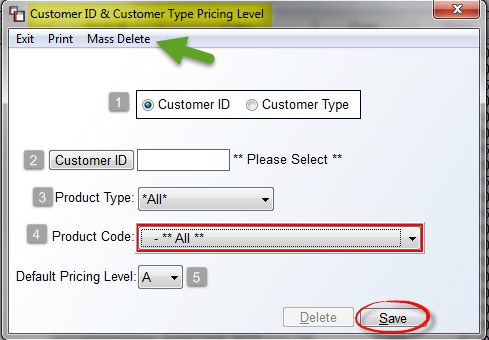 Customer ID & Customer Type Pricing Level
Exit Print Mass Delete
1 Customer ID Customer Type
2 Customer ID ** Please Select **
3 Product Type: *All*
4 Product Code: - ** All **
Default Pricing Level: A 5
Delete Save